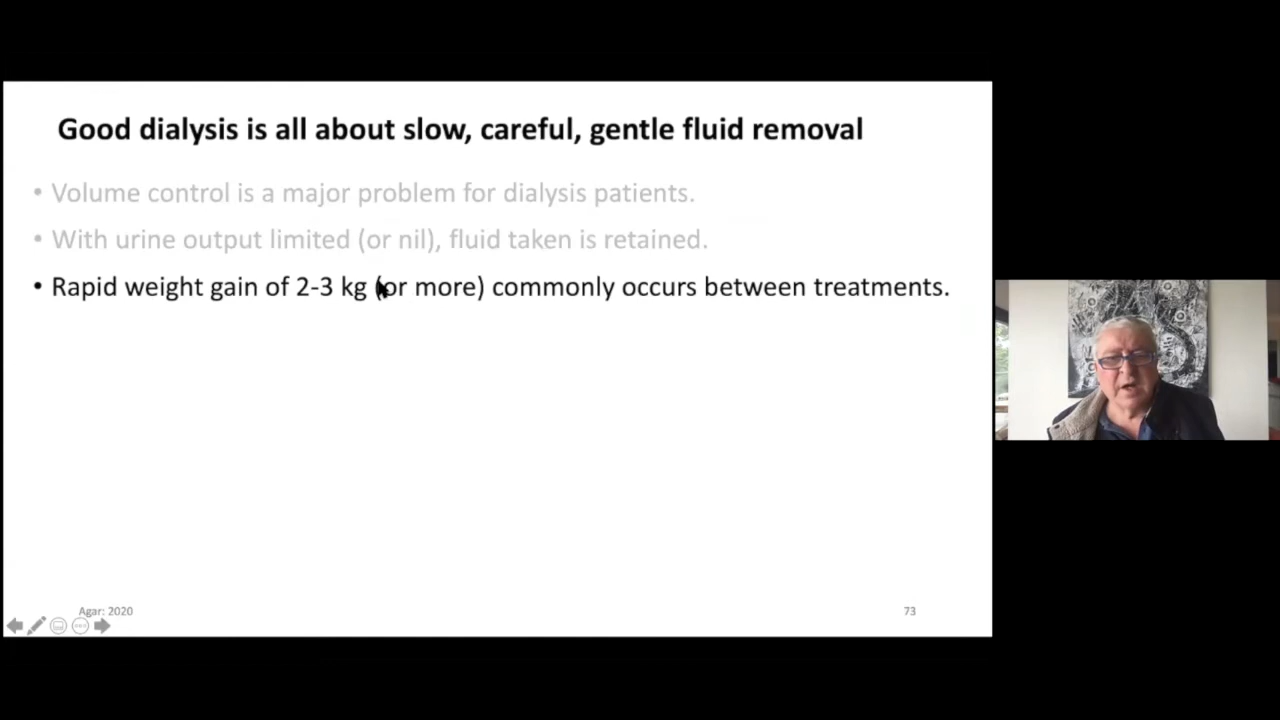 Good dialysis is all about slow, careful, gentle fluid removal
• Volume control is a major problem for dialysis patients.
• With urine output limited (or nil), fluid taken is retained.
• Rapid weight gain of 2-3 kg (or more) commonly occurs between treatments.
Agar: 2020
73